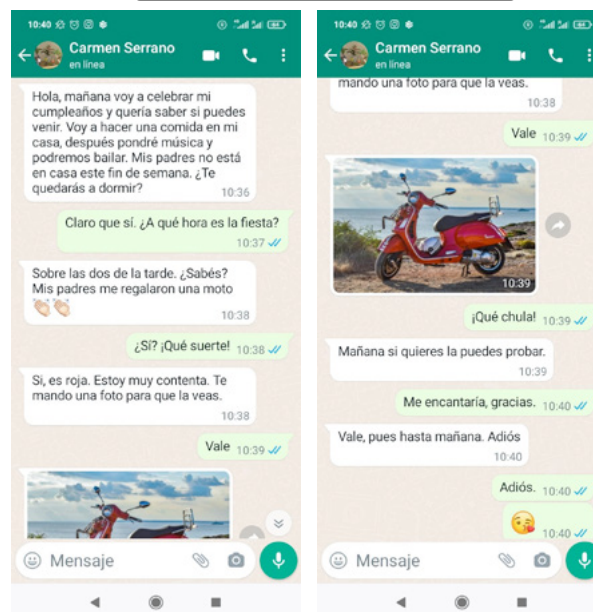 10:40
Carmen Serrano
en línea
Hola, mañana voy a celebrar mi
cumpleaños y quería saber si puedes
venir. Voy a hacer una comida en mi
casa, después pondré música y
podremos bailar. Mis padres no está
en casa este fin de semana. ¿Te
quedarás a dormir?
10:36
Claro que sí. ¿A qué hora es la fiesta?
10:37
Sobre las dos de la tarde. ¿Sabés?
Mis padres me regalaron una moto
10:38
¿Sí? ¡Qué suerte! 10:38
Si, es roja. Estoy muy contenta. Te
mando una foto para que la veas.
10:38
Vale 10:39
Mensaje
10:40
Carmen Serrano
en línea
mando una foto para que la veas.
10:38
Vale 10:39
10:39
¡Qué chula! 10:39
Mañana si quieres la puedes probar.
10:39
Me encantaría, gracias. 10:40
Vale, pues hasta mañana. Adiós
10:40
Adiós. 10:40
10:40
Mensaje